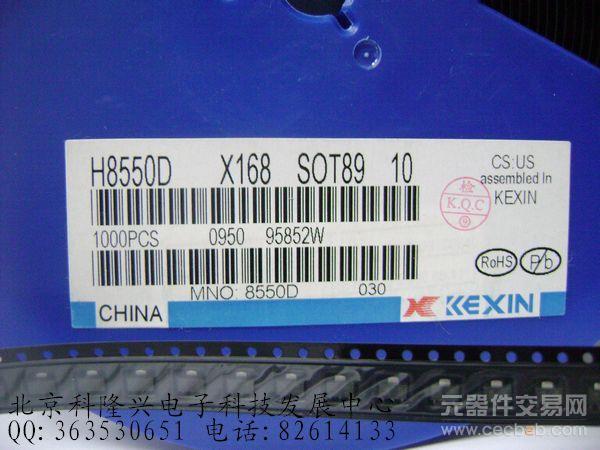 H8550D X168 SOT89 10
CS:US
assembled In
KEXIN
检
K.Q.C
1000PCS 0950 95852W
RoHS
Pb
MNO: 8550D 030
CHINA
KEXIN
北京科隆兴电子科技发展中心
QQ:363530651 电话:82614133
元器件交易网
www.cecb2b.com